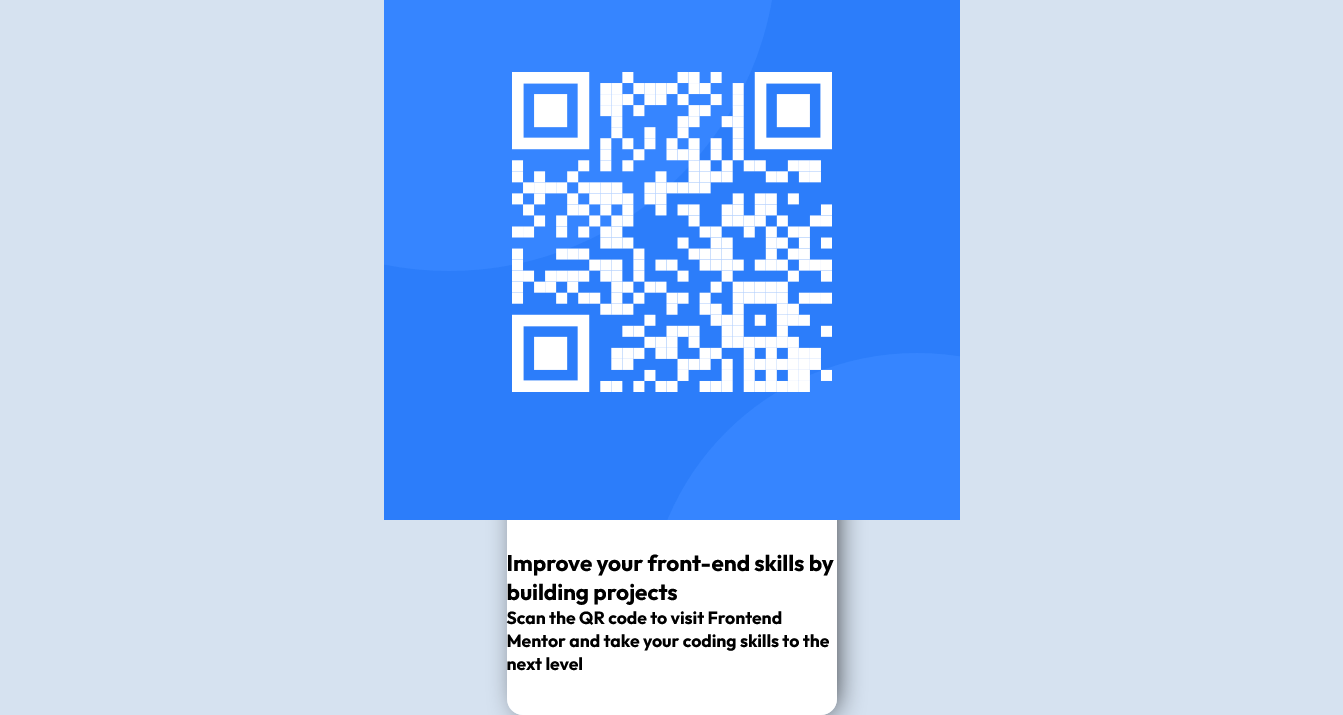 Improve your front-end skills by
building projects
Scan the QR code to visit Frontend
Mentor and take your coding skills to the
next level